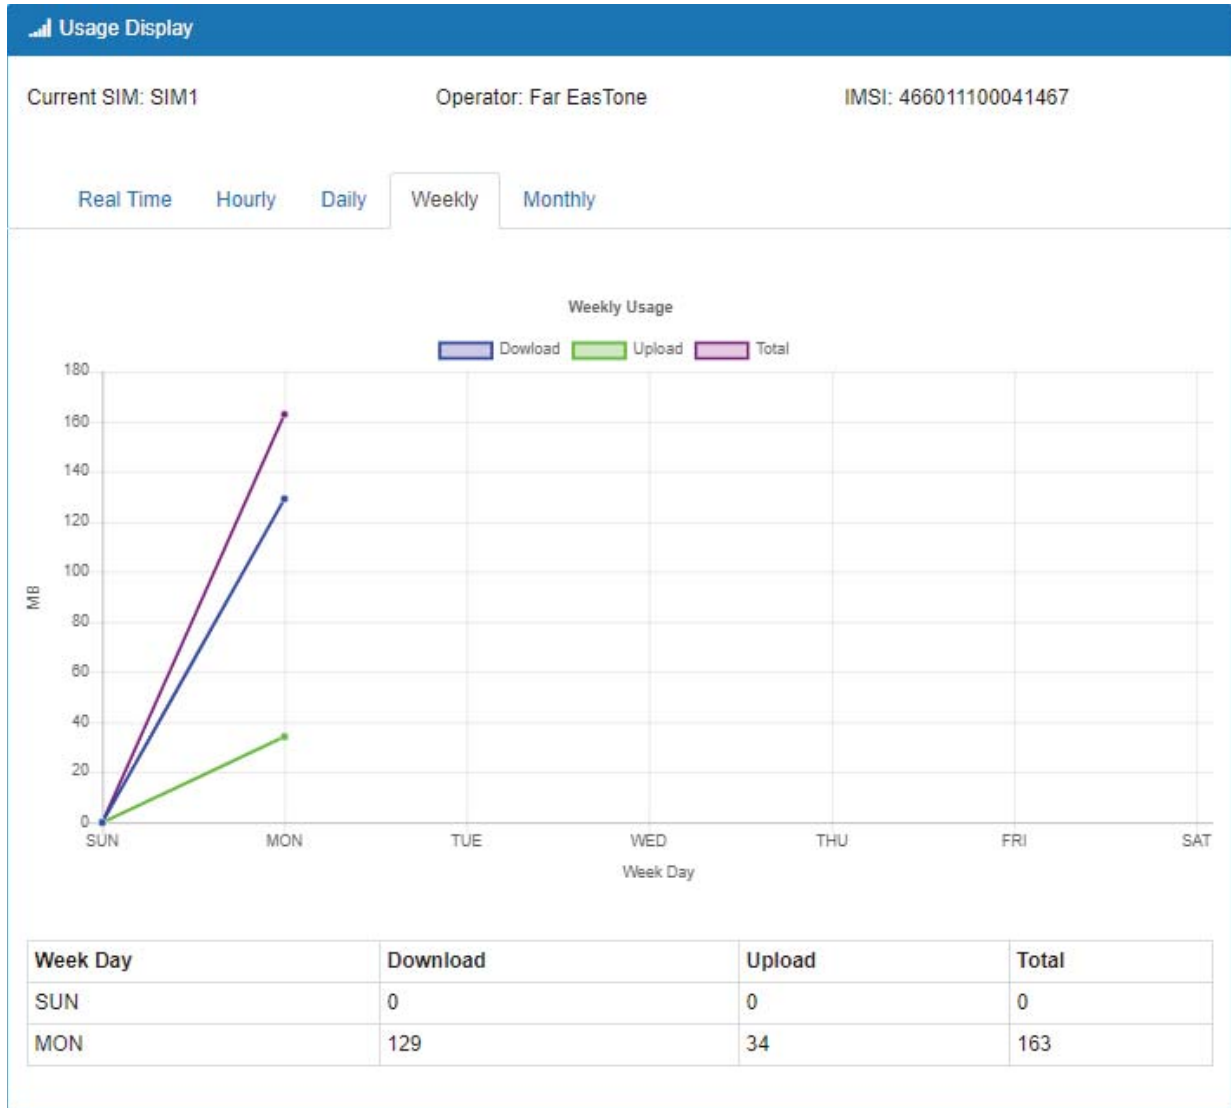 Usage Display
Current SIM: SIM1 Operator: Far EasTone IMSI: 466011100041467
Real Time Hourly Daily Weekly Monthly
Weekly Usage
Dowload Upload Total
180
160
140
120
100
80
60
40
20
0
MB
SUN MON TUE WED THU FRI SAT
Week Day
Week Day Download Upload Total
SUN 0 0 0
MON 129 34 163